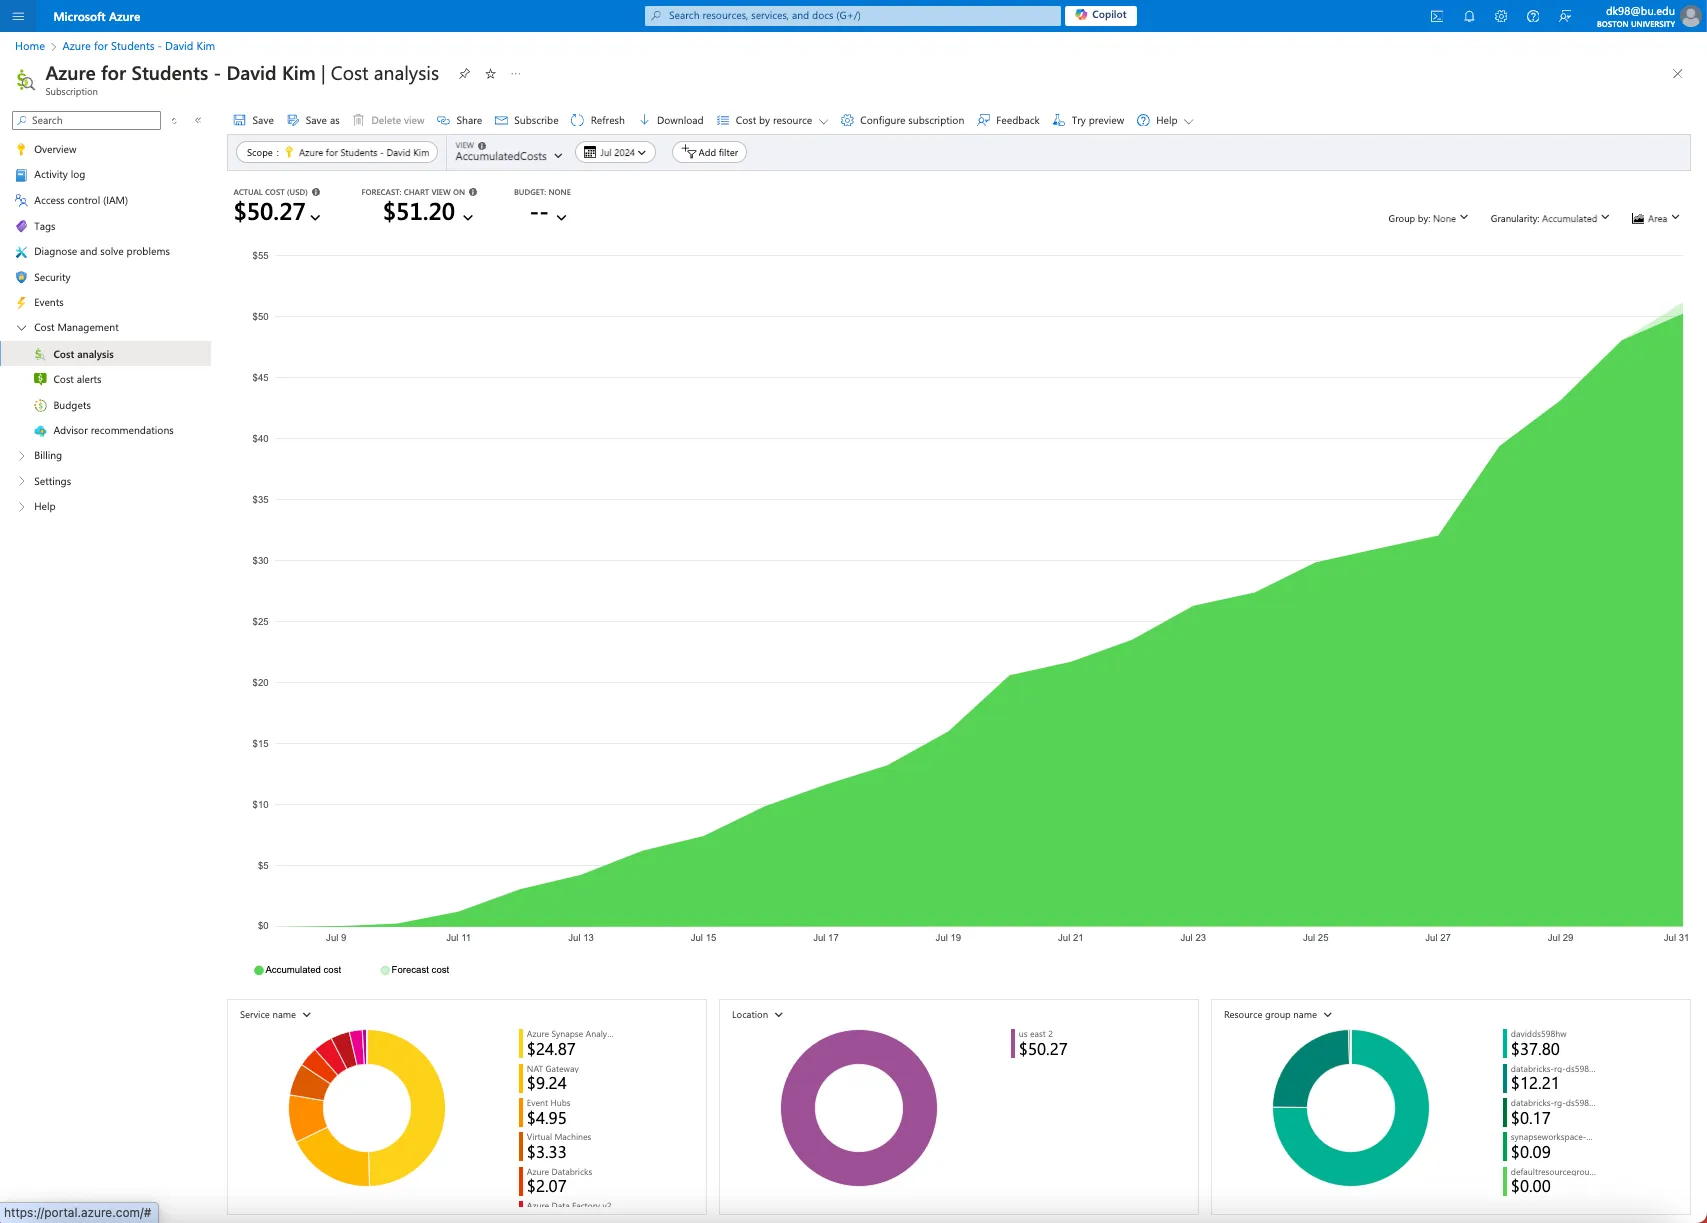 Microsoft Azure
Search resources, services, and docs (G+/)
Copilot
dk98@bu.edu
BOSTON UNIVERSITY
Home > Azure for Students - David Kim
Azure for Students - David Kim | Cost analysis
Subscription
Search
Overview
Activity log
Access control (IAM)
Tags
Diagnose and solve problems
Security
Events
Cost Management
Cost analysis
Cost alerts
Budgets
Advisor recommendations
Billing
Settings
Help
Save
Save as
Delete view
Share
Subscribe
Refresh
Download
Cost by resource
Configure subscription
Feedback
Try preview
Help
Scope : Azure for Students - David Kim
VIEW
AccumulatedCosts
Jul 2024
Add filter
ACTUAL COST (USD)
$50.27
FORECAST: CHART VIEW ON
$51.20
BUDGET: NONE
--
Group by: None
Granularity: Accumulated
Area
$55
$50
$45
$40
$35
$30
$25
$20
$15
$10
$5
$0
Jul 9
Jul 11
Jul 13
Jul 15
Jul 17
Jul 19
Jul 21
Jul 23
Jul 25
Jul 27
Jul 29
Jul 31
Accumulated cost
Forecast cost
Service name
Azure Synapse Analy...
$24.87
NAT Gateway
$9.24
Event Hubs
$4.95
Virtual Machines
$3.33
Azure Databricks
$2.07
Azure Data Factory v2
Location
us east 2
$50.27
Resource group name
davidds598hw
$37.80
databricks-rg-ds598...
$12.21
databricks-rg-ds598...
$0.17
synapseworkspace-...
$0.09
defaultresourcegrou...
$0.00
https://portal.azure.com/#